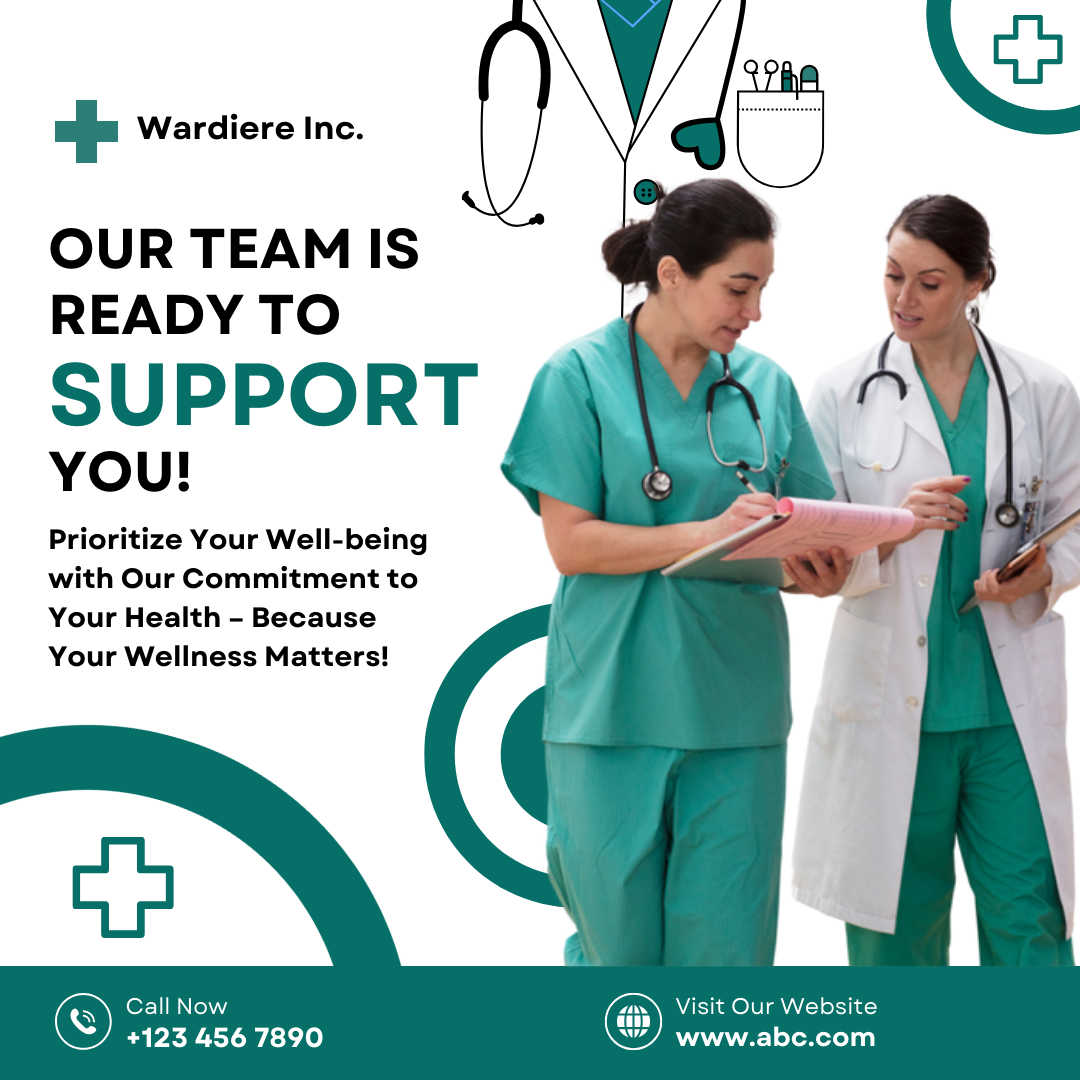 Wardiere Inc.
OUR TEAM IS
READY TO
SUPPORT
YOU!
Prioritize Your Well-being
with Our Commitment to
Your Health – Because
Your Wellness Matters!
Call Now
+123 456 7890
Visit Our Website
www.abc.com